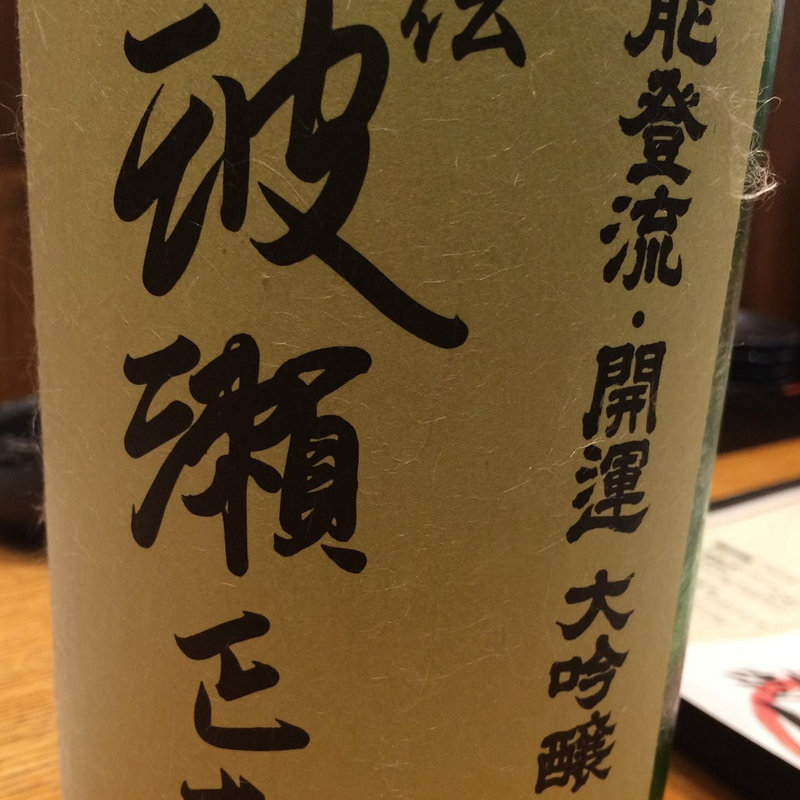 能登流・開運 大吟醸
伝
波瀬正